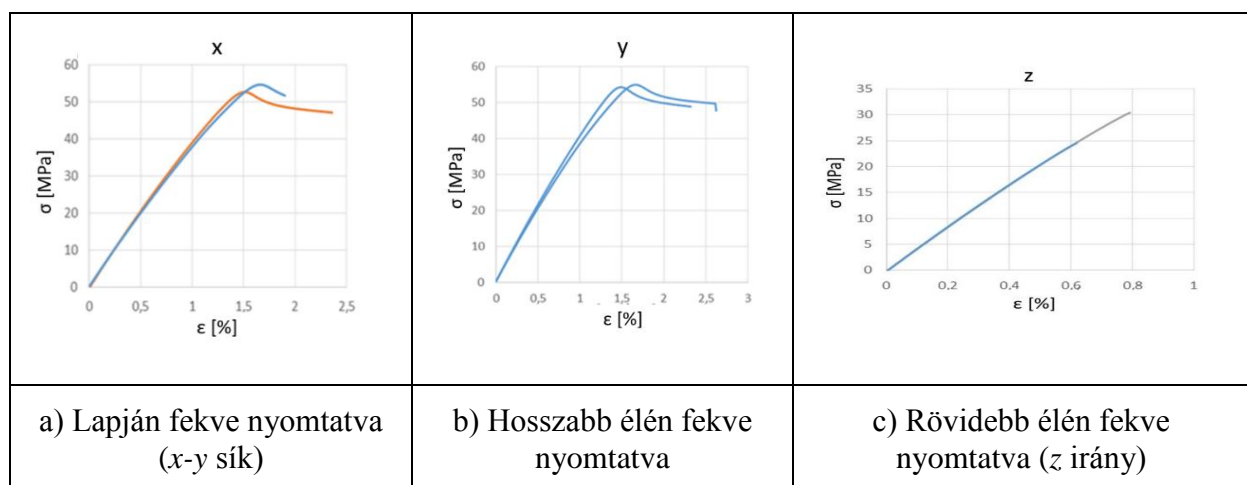 x
60
50
40
30
20
10
0
σ [MPa]
0 0,5 1 1,5 2 2,5
ε [%]
y
60
50
40
30
20
10
0
σ [MPa]
0 0,5 1 1,5 2 2,5 3
ε [%]
z
35
30
25
20
15
10
5
0
σ [MPa]
0 0,2 0,4 0,6 0,8 1
ε [%]
a) Lapján fekve nyomtatva
(x-y sík)
b) Hosszabb élén fekve
nyomtatva
c) Rövidebb élén fekve
nyomtatva (z irány)